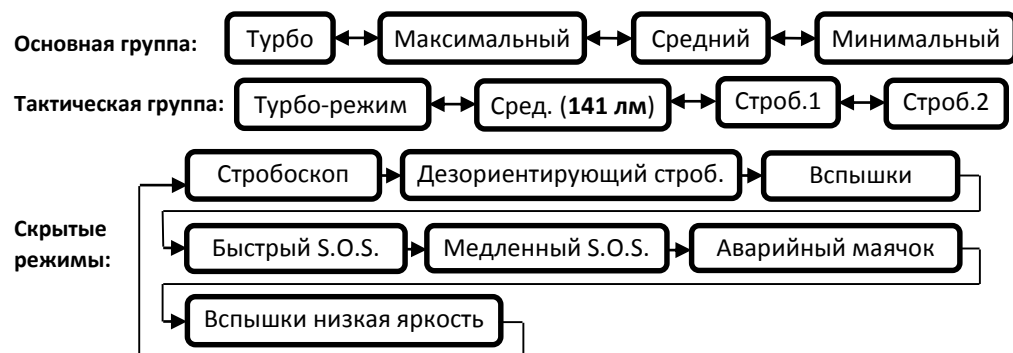 Основная группа: Турбо Максимальный Средний Минимальный
Тактическая группа: Турбо-режим Сред. (141 лм) Строб.1 Строб.2
Стробоскоп Дезориентирующий строб. Вспышки
Скрытые
режимы:
Быстрый S.O.S. Медленный S.O.S. Аварийный маячок
Вспышки низкая яркость